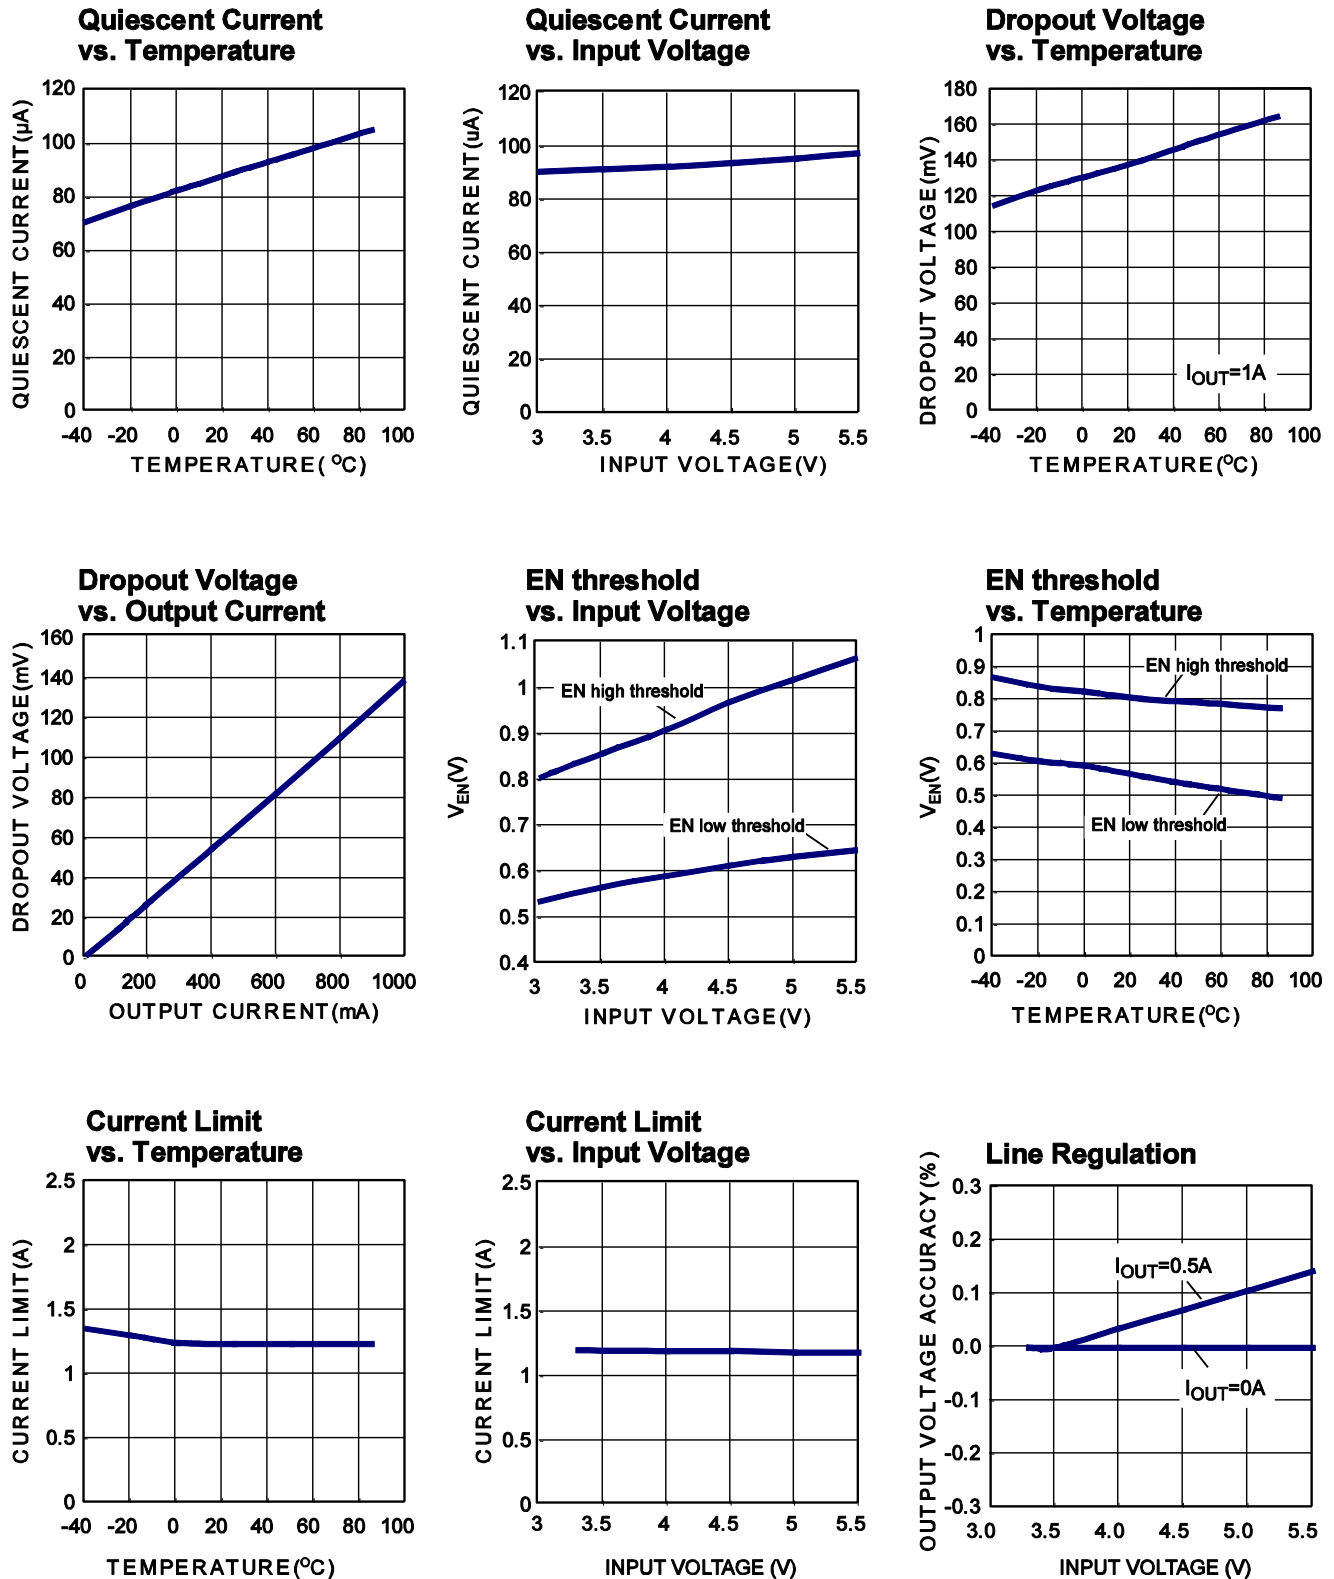 Quiescent Current
vs. Temperature
QUIESCENT CURRENT(µA)
120
100
80
60
40
20
0
-40 -20 0 20 40 60 80 100
TEMPERATURE(°C)
Quiescent Current
vs. Input Voltage
QUIESCENT CURRENT(uA)
120
100
80
60
40
20
0
3 3.5 4 4.5 5 5.5
INPUT VOLTAGE(V)
Dropout Voltage
vs. Temperature
DROPOUT VOLTAGE(mV)
180
160
140
120
100
80
60
40
20
0
IOUT=1A
-40 -20 0 20 40 60 80 100
TEMPERATURE(°C)
Dropout Voltage
vs. Output Current
DROPOUT VOLTAGE(mV)
160
140
120
100
80
60
40
20
0
0 200 400 600 800 1000
OUTPUT CURRENT(mA)
EN threshold
vs. Input Voltage
VEN(V)
1.1
1
0.9
0.8
0.7
0.6
0.5
0.4
EN high threshold
EN low threshold
3 3.5 4 4.5 5 5.5
INPUT VOLTAGE(V)
EN threshold
vs. Temperature
VEN(V)
1
0.9
0.8
0.7
0.6
0.5
0.4
0.3
0.2
0.1
0
EN high threshold
EN low threshold
-40 -20 0 20 40 60 80 100
TEMPERATURE(°C)
Current Limit
vs. Temperature
CURRENT LIMIT(A)
2.5
2
1.5
1
0.5
0
-40 -20 0 20 40 60 80 100
TEMPERATURE(°C)
Current Limit
vs. Input Voltage
CURRENT LIMIT(A)
2.5
2
1.5
1
0.5
0
3 3.5 4 4.5 5 5.5
INPUT VOLTAGE (V)
Line Regulation
OUTPUT VOLTAGE ACCURACY(%)
0.3
0.2
0.1
0.0
-0.1
-0.2
-0.3
IOUT=0.5A
IOUT=0A
3.0 3.5 4.0 4.5 5.0 5.5
INPUT VOLTAGE (V)